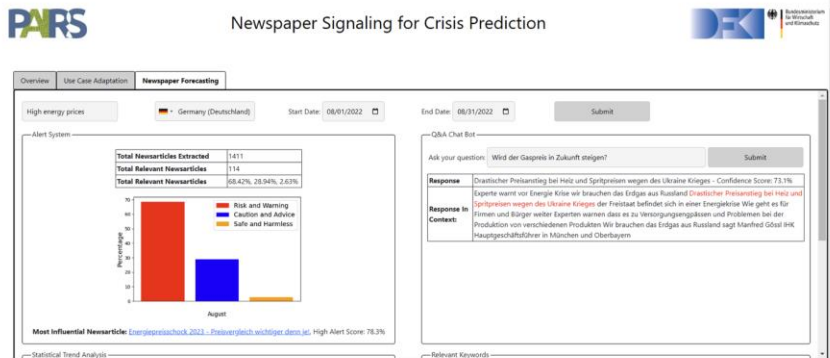 PAIRS
Newspaper Signaling for Crisis Prediction
Bundesministerium
für Wirtschaft
und Klimaschutz
Overview
Use Case Adaptation
Newspaper Forecasting
High energy prices
Germany (Deutschland)
Start Date: 08/01/2022
End Date: 08/31/2022
Submit
Alert System
Total Newsarticles Extracted 1411
Total Relevant Newsarticles 114
Total Relevant Newsarticles 68.42%, 28.94%, 2.63%
Percentage
70
60
50
40
30
20
10
0
Risk and Warning
Caution and Advice
Safe and Harmless
August
Most Influential Newsarticle: Energiepreisschock 2023 – Preisvergleich wichtiger denn je!, High Alert Score: 78.3%
Q&A Chat Bot
Ask your question: Wird der Gaspreis in Zukunft steigen? Submit
Response Drastischer Preisanstieg bei Heiz und Spritpreisen wegen des Ukraine Krieges - Confidence Score: 73.1%
Response In
Context:
Experte warnt vor Energie Krise wir brauchen das Erdgas aus Russland Drastischer Preisanstieg bei Heiz und
Spritpreisen wegen des Ukraine Krieges der Freistaat befindet sich in einer Energiekrise Wie geht es für
Firmen und Bürger weiter Experten warnen dass es zu Versorgungsengpässen und Problemen bei der
Produktion von verschiedenen Produkten Wir brauchen das Erdgas aus Russland sagt Manfred Gössl IHK
Hauptgeschäftsführer in München und Oberbayern
Statistical Trend Analysis
Relevant Keywords